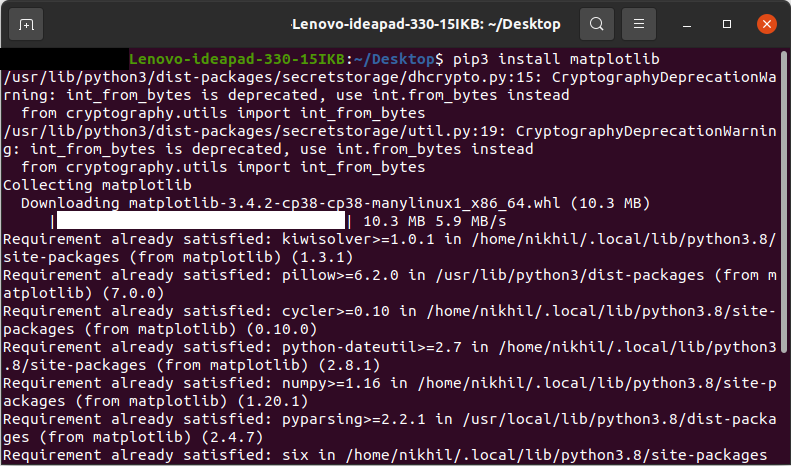 -Lenovo-ideapad-330-15IKB: ~/Desktop
Lenovo-ideapad-330-15IKB:~/Desktop$ pip3 install matplotlib
/usr/lib/python3/dist-packages/secretstorage/dhcrypto.py:15: CryptographyDeprecationWa
rning: int_from_bytes is deprecated, use int.from_bytes instead
  from cryptography.utils import int_from_bytes
/usr/lib/python3/dist-packages/secretstorage/util.py:19: CryptographyDeprecationWarnin
g: int_from_bytes is deprecated, use int.from_bytes instead
  from cryptography.utils import int_from_bytes
Collecting matplotlib
  Downloading matplotlib-3.4.2-cp38-cp38-manylinux1_x86_64.whl (10.3 MB)
     |                                | 10.3 MB 5.9 MB/s
Requirement already satisfied: kiwisolver>=1.0.1 in /home/nikhil/.local/lib/python3.8/
site-packages (from matplotlib) (1.3.1)
Requirement already satisfied: pillow>=6.2.0 in /usr/lib/python3/dist-packages (from m
atplotlib) (7.0.0)
Requirement already satisfied: cycler>=0.10 in /home/nikhil/.local/lib/python3.8/site-
packages (from matplotlib) (0.10.0)
Requirement already satisfied: python-dateutil>=2.7 in /home/nikhil/.local/lib/python3
.8/site-packages (from matplotlib) (2.8.1)
Requirement already satisfied: numpy>=1.16 in /home/nikhil/.local/lib/python3.8/site-p
ackages (from matplotlib) (1.20.1)
Requirement already satisfied: pyparsing>=2.2.1 in /usr/local/lib/python3.8/dist-packa
ges (from matplotlib) (2.4.7)
Requirement already satisfied: six in /home/nikhil/.local/lib/python3.8/site-packages